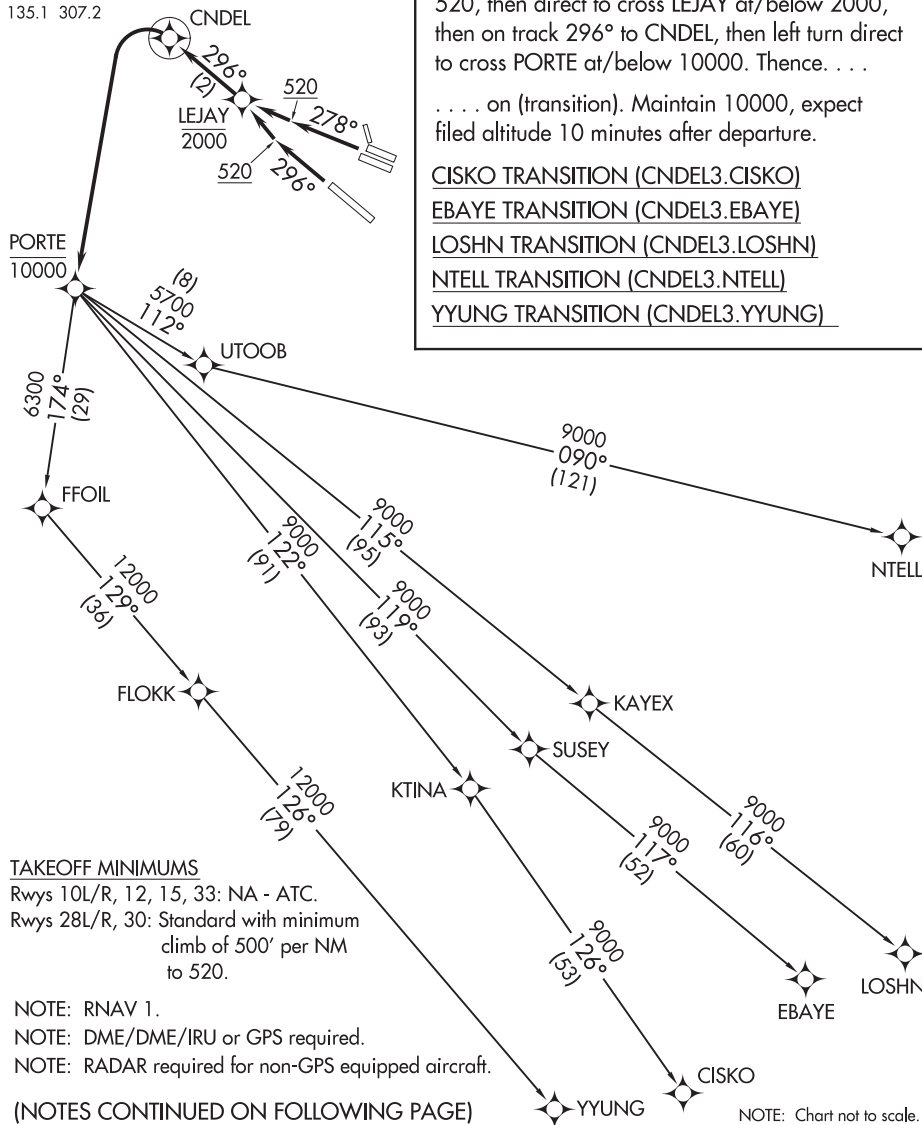 135.1 307.2
CNDEL
296°
(2)
LEJAY
2000
520
278°
520
296°
520, then direct to cross LEJAY at/below 2000,
then on track 296° to CNDEL, then left turn direct
to cross PORTE at/below 10000. Thence. . . .
. . . . on (transition). Maintain 10000, expect
filed altitude 10 minutes after departure.
CISKO TRANSITION (CNDEL3.CISKO)
EBAYE TRANSITION (CNDEL3.EBAYE)
LOSHN TRANSITION (CNDEL3.LOSHN)
NTELL TRANSITION (CNDEL3.NTELL)
YYUNG TRANSITION (CNDEL3.YYUNG)
PORTE
10000
(8)
5700
112°
UTOOB
6300
174°
(29)
9000
090°
(121)
NTELL
FFOIL
9000
122°
(91)
9000
115°
(95)
9000
119°
(93)
12000
129°
(36)
FLOKK
KAYEX
SUSEY
KTINA
12000
126°
(79)
9000
116°
(60)
9000
117°
(52)
9000
126°
(53)
LOSHN
EBAYE
CISKO
YYUNG
TAKEOFF MINIMUMS
Rwys 10L/R, 12, 15, 33: NA - ATC.
Rwys 28L/R, 30: Standard with minimum
climb of 500' per NM
to 520.
NOTE: RNAV 1.
NOTE: DME/DME/IRU or GPS required.
NOTE: RADAR required for non-GPS equipped aircraft.
(NOTES CONTINUED ON FOLLOWING PAGE)
NOTE: Chart not to scale.